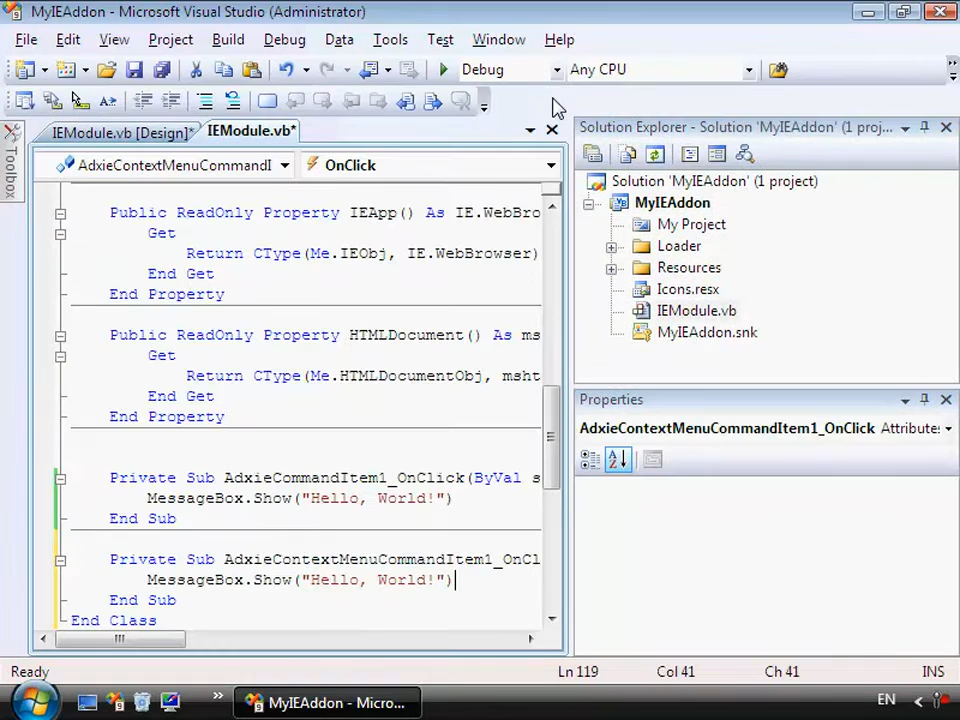 MyIEAddon - Microsoft Visual Studio (Administrator)
File Edit View Project Build Debug Data Tools Test Window Help
Debug Any CPU
IEModule.vb [Design]* IEModule.vb*
Toolbox
AdxieContextMenuCommandI OnClick
Public ReadOnly Property IEApp() As IE.WebBro
Get
Return CType(Me.IEObj, IE.WebBrowser)
End Get
End Property
Public ReadOnly Property HTMLDocument() As ms
Get
Return CType(Me.HTMLDocumentObj, msht
End Get
End Property
Private Sub AdxieCommandItem1_OnClick(ByVal s
MessageBox.Show("Hello, World!")
End Sub
Private Sub AdxieContextMenuCommandItem1_OnCl
MessageBox.Show("Hello, World!")
End Sub
End Class
Solution Explorer - Solution 'MyIEAddon' (1 proj...
Solution 'MyIEAddon' (1 project)
MyIEAddon
My Project
Loader
Resources
Icons.resx
IEModule.vb
MyIEAddon.snk
Properties
AdxieContextMenuCommandItem1_OnClick Attribute:
Ready Ln 119 Col 41 Ch 41 INS
MyIEAddon - Micro... EN